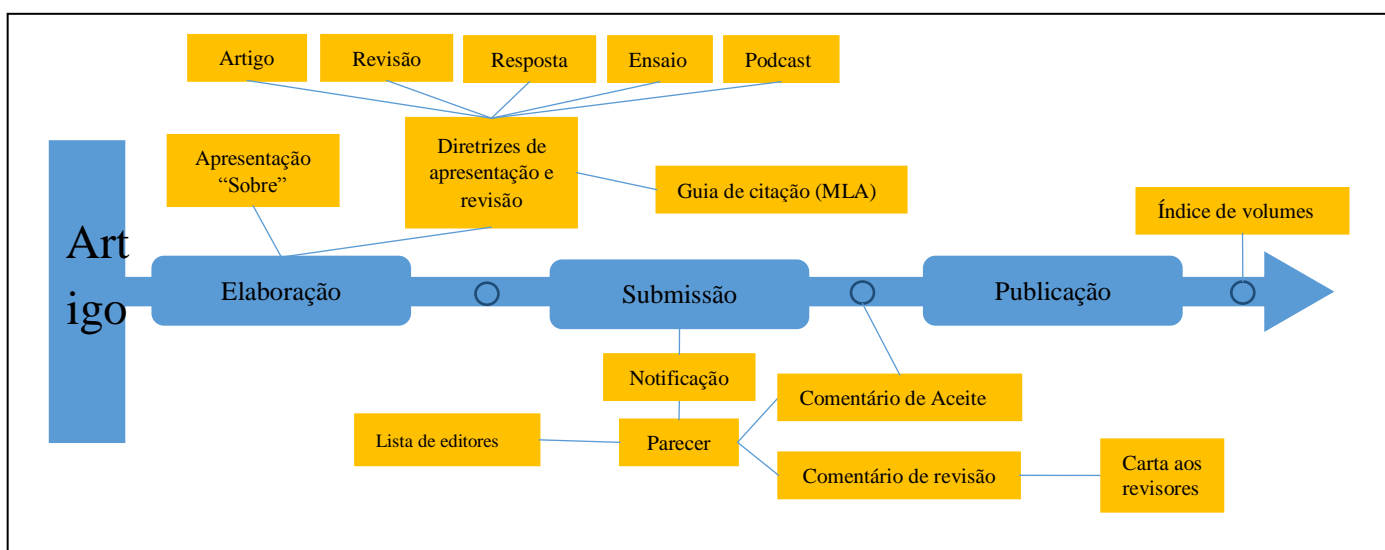 Artigo
Revisão
Resposta
Ensaio
Podcast
Apresentação
“Sobre”
Diretrizes de
apresentação e
revisão
Guia de citação (MLA)
Índice de volumes
Art
igo
Elaboração
Submissão
Publicação
Notificação
Comentário de Aceite
Lista de editores
Parecer
Comentário de revisão
Carta aos
revisores